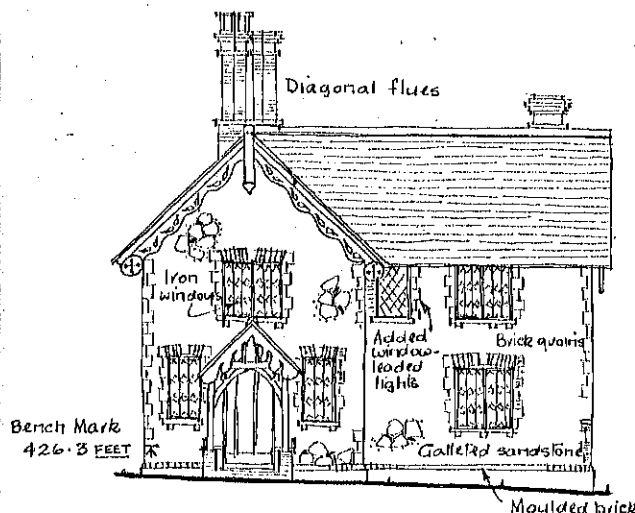 Diagonal flues
Iron
windows
Added
window-
leaded
lights
Brick quoins
Bench Mark
426.3 FEET
Galleted sandstone
Moulded brick